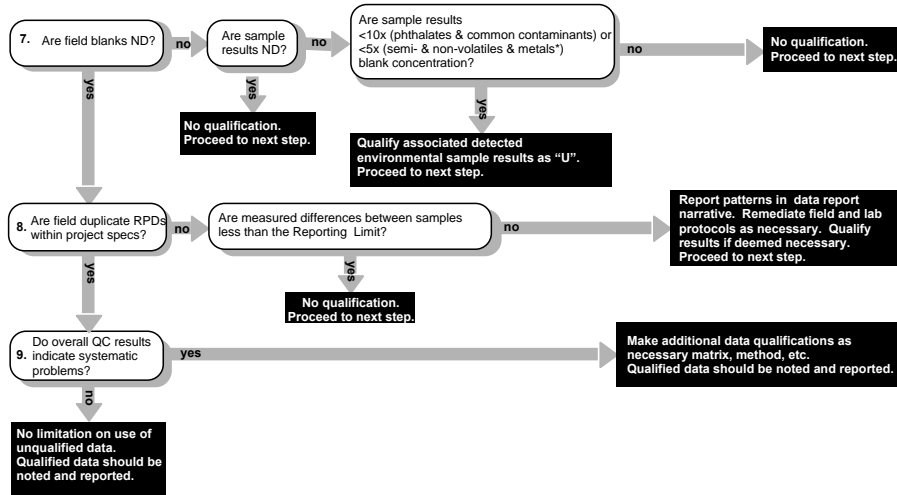 7. Are field blanks ND?
no
Are sample
results ND?
no
Are sample results
<10x (phthalates & common contaminants) or
<5x (semi- & non-volatiles & metals*)
blank concentration?
no
No qualification.
Proceed to next step.
yes
yes
No qualification.
Proceed to next step.
yes
Qualify associated detected
environmental sample results as “U”.
Proceed to next step.
8. Are field duplicate RPDs
within project specs?
no
Are measured differences between samples
less than the Reporting Limit?
no
Report patterns in data report
narrative. Remediate field and lab
protocols as necessary. Qualify
results if deemed necessary.
Proceed to next step.
yes
yes
No qualification.
Proceed to next step.
9. Do overall QC results
indicate systematic
problems?
yes
Make additional data qualifications as
necessary matrix, method, etc.
Qualified data should be noted and reported.
no
No limitation on use of
unqualified data.
Qualified data should be
noted and reported.